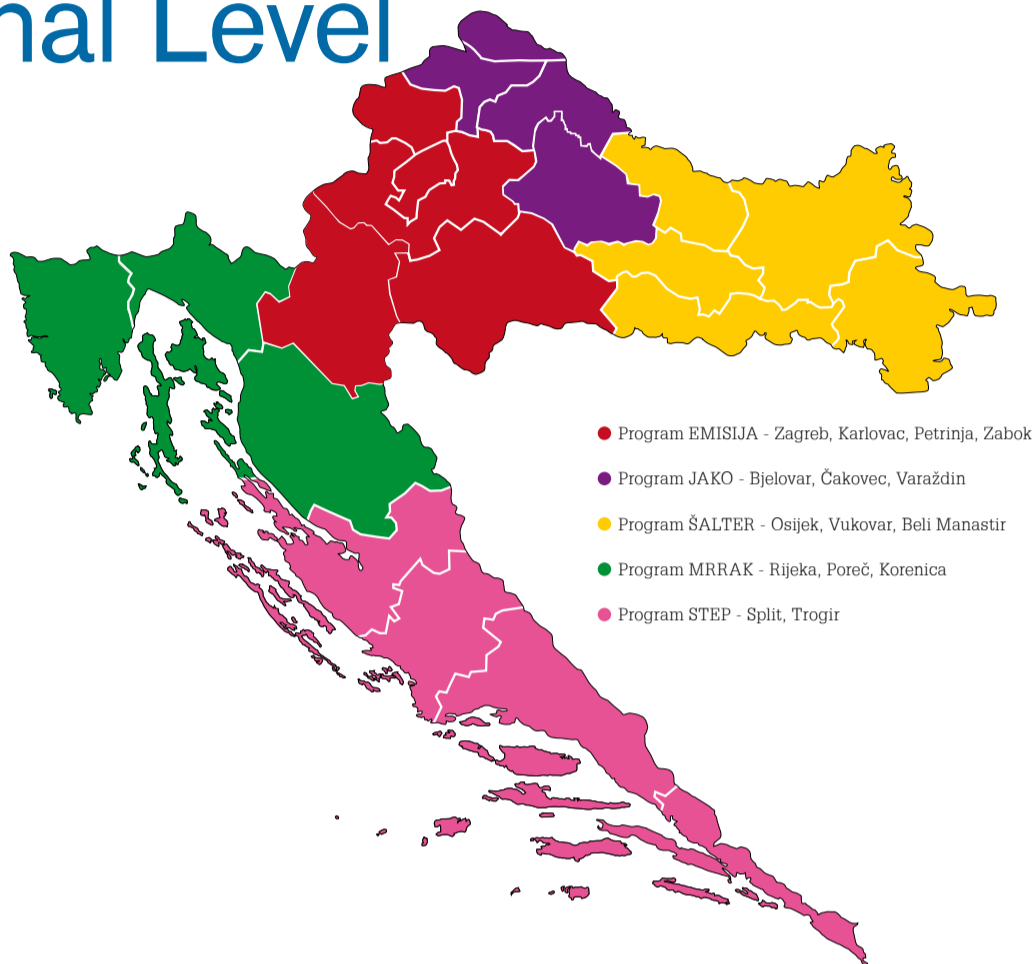 nal Level
Program EMISIJA - Zagreb, Karlovac, Petrinja, Zabok
Program JAKO - Bjelovar, Čakovec, Varaždin
Program ŠALTER - Osijek, Vukovar, Beli Manastir
Program MRRAK - Rijeka, Poreč, Korenica
Program STEP - Split, Trogir